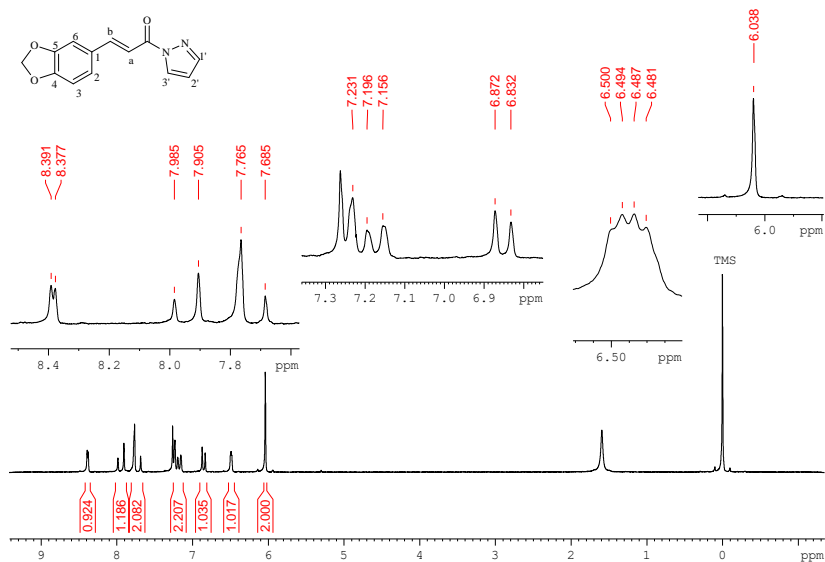 O
b
6
5
O
O
1
a
4
2
3
N
N
1'
3'
2'
8.391
8.377
7.985
7.905
7.765
7.685
7.231
7.196
7.156
6.872
6.832
6.500
6.494
6.487
6.481
6.038
8.4 8.2 8.0 7.8 ppm
7.3 7.2 7.1 7.0 6.9 ppm
6.50 ppm
6.0 ppm
TMS
0.924
1.186
2.082
2.207
1.035
1.017
2.000
9 8 7 6 5 4 3 2 1 0 ppm